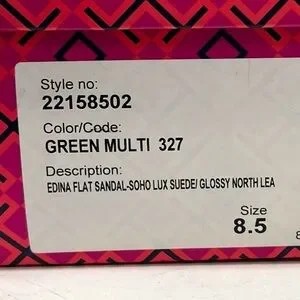 Style no:
22158502
Color/Code:
GREEN MULTI 327
Description:
EDINA FLAT SANDAL-SOHO LUX SUEDE/ GLOSSY NORTH LEA
Size
8.5
8